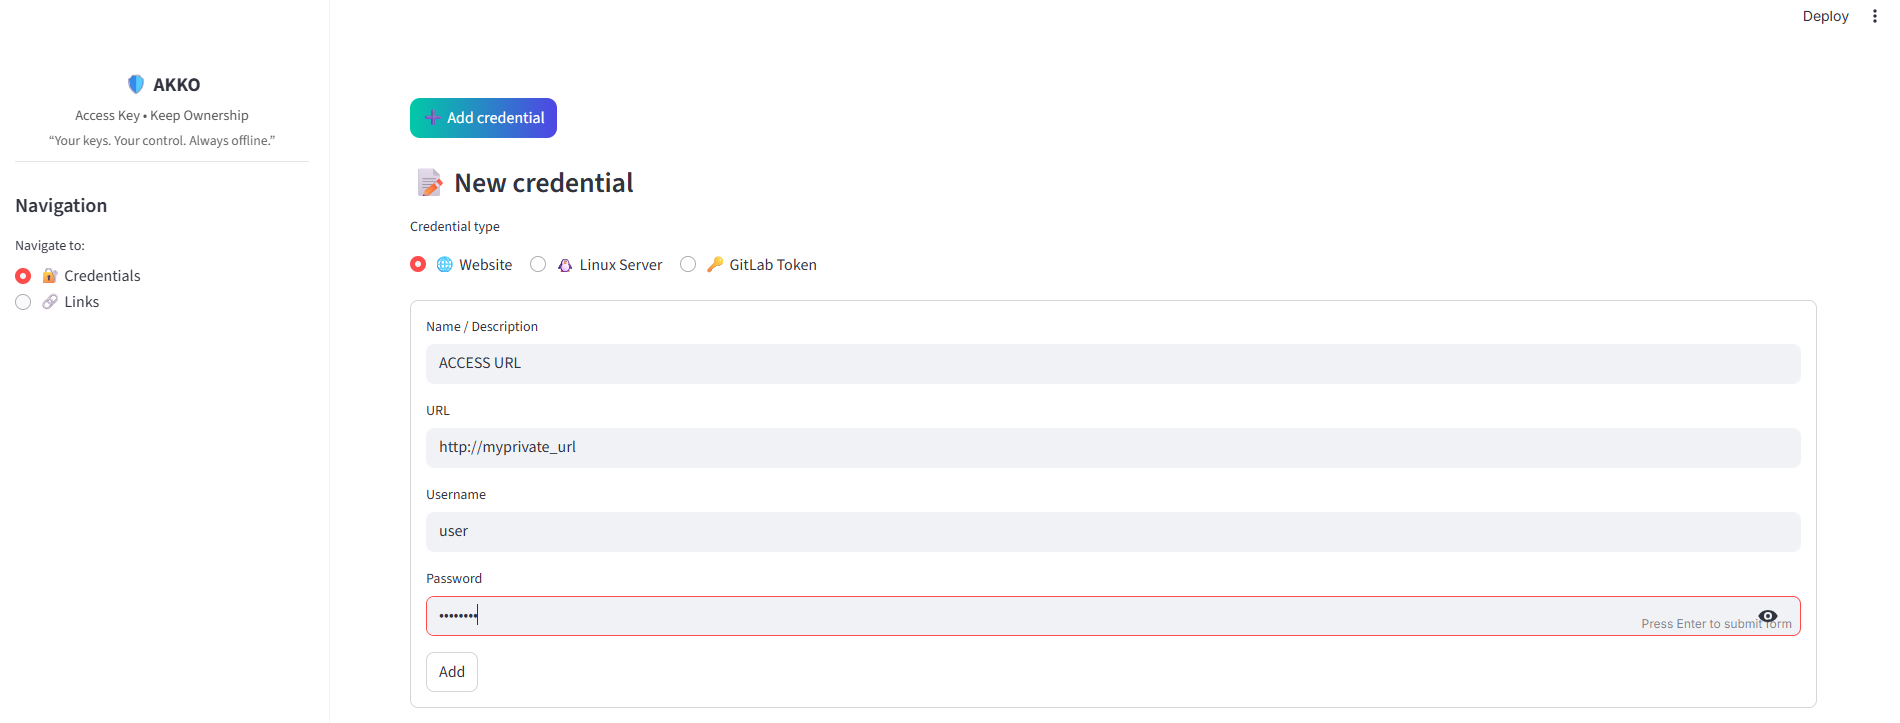 Deploy
AKKO
Access Key • Keep Ownership
“Your keys. Your control. Always offline.”
Navigation
Navigate to:
Credentials
Links
Add credential
New credential
Credential type
Website Linux Server GitLab Token
Name / Description
ACCESS URL
URL
http://myprivate_url
Username
user
Password
••••••••
Press Enter to submit form
Add